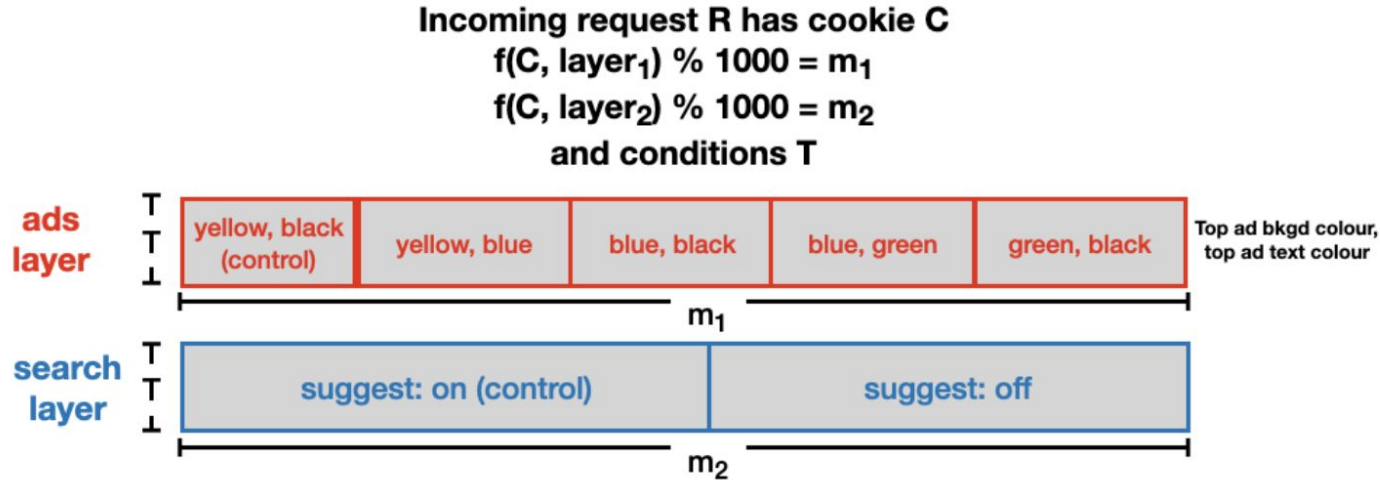 Incoming request R has cookie C
f(C, layer₁) % 1000 = m₁
f(C, layer₂) % 1000 = m₂
and conditions T
ads
layer
T
yellow, black
(control)
yellow, blue
blue, black
blue, green
green, black
Top ad bkgd colour,
top ad text colour
m₁
search
layer
T
suggest: on (control)
suggest: off
m₂